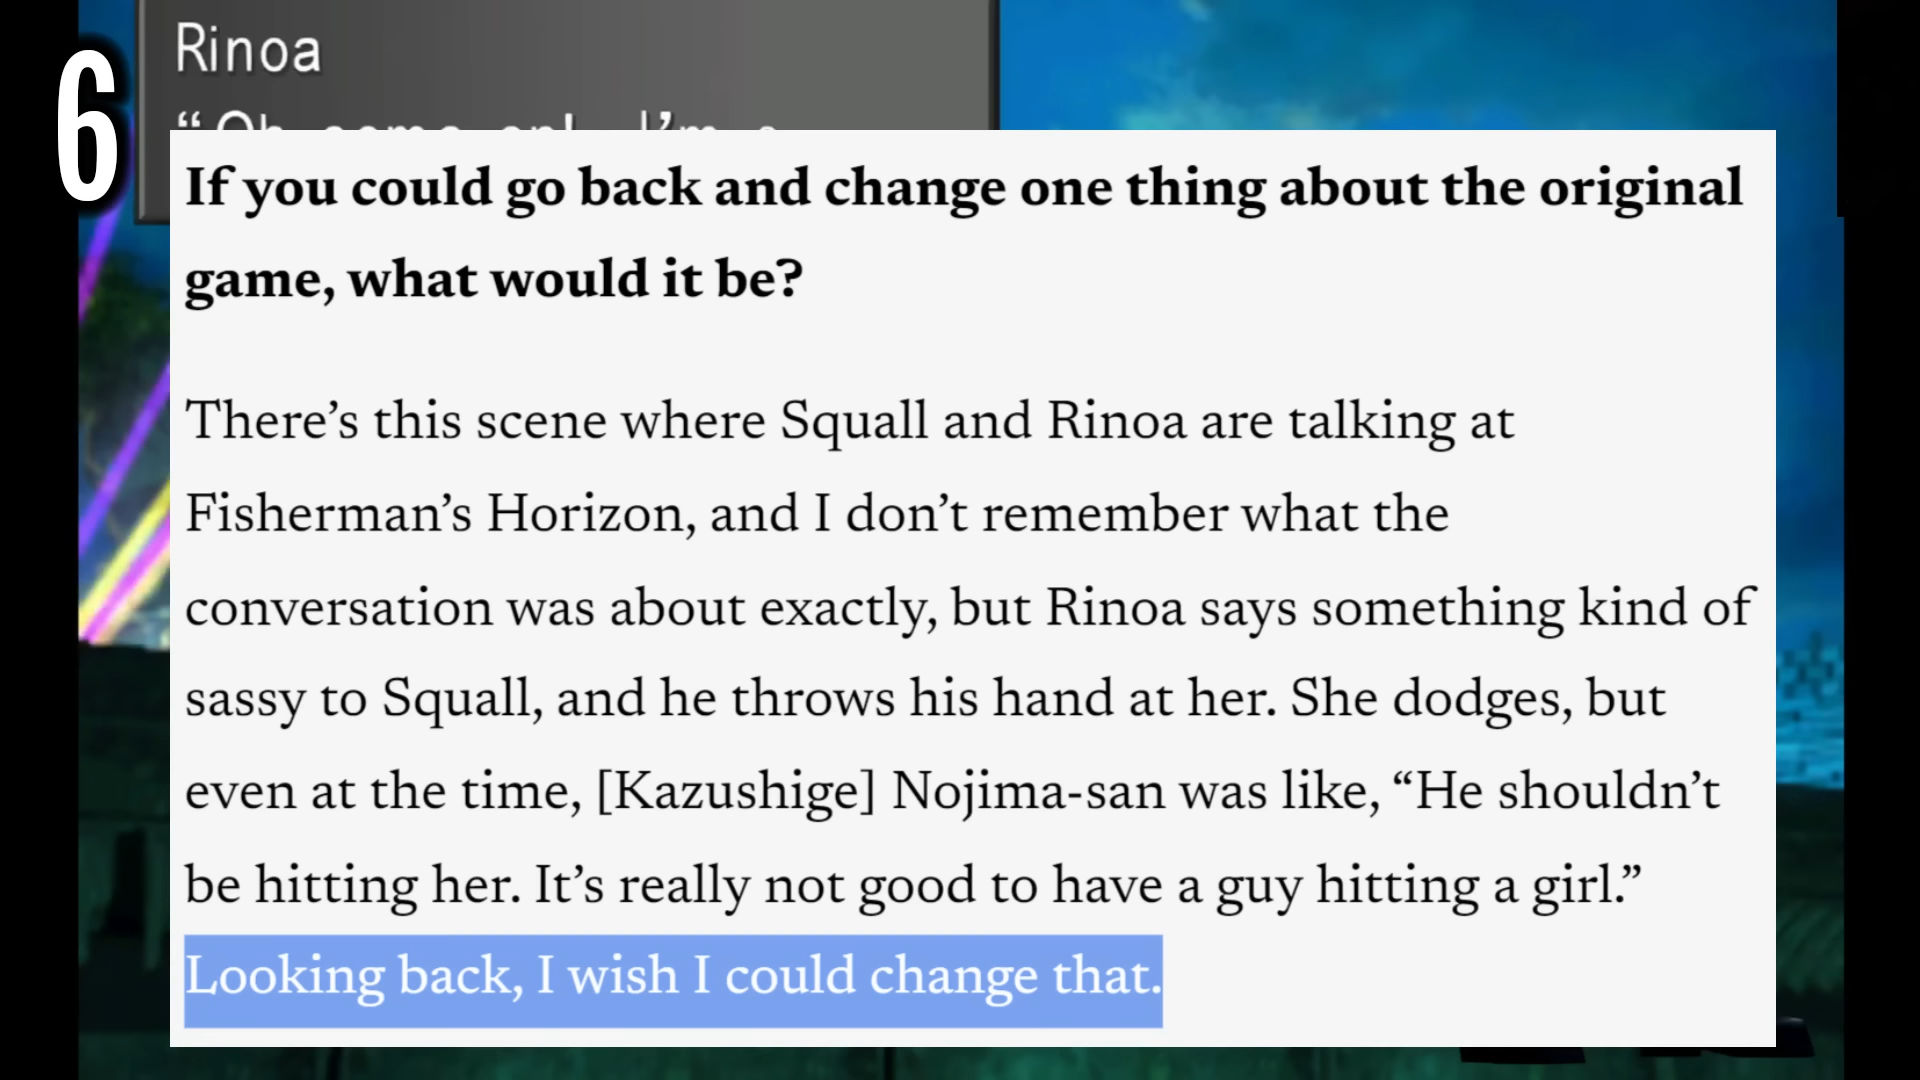 6
Rinoa
“Oh come on! I’m a
If you could go back and change one thing about the original
game, what would it be?
There’s this scene where Squall and Rinoa are talking at
Fisherman’s Horizon, and I don’t remember what the
conversation was about exactly, but Rinoa says something kind of
sassy to Squall, and he throws his hand at her. She dodges, but
even at the time, [Kazushige] Nojima-san was like, “He shouldn’t
be hitting her. It’s really not good to have a guy hitting a girl.”
Looking back, I wish I could change that.